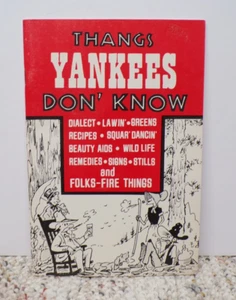 THANGS
YANKEES
DON' KNOW
DIALECT • LAWIN' • GREENS
RECIPES • SQUAR' DANCIN'
BEAUTY AIDS • WILD LIFE
REMEDIES • SIGNS • STILLS
and
FOLKS-FIRE THINGS